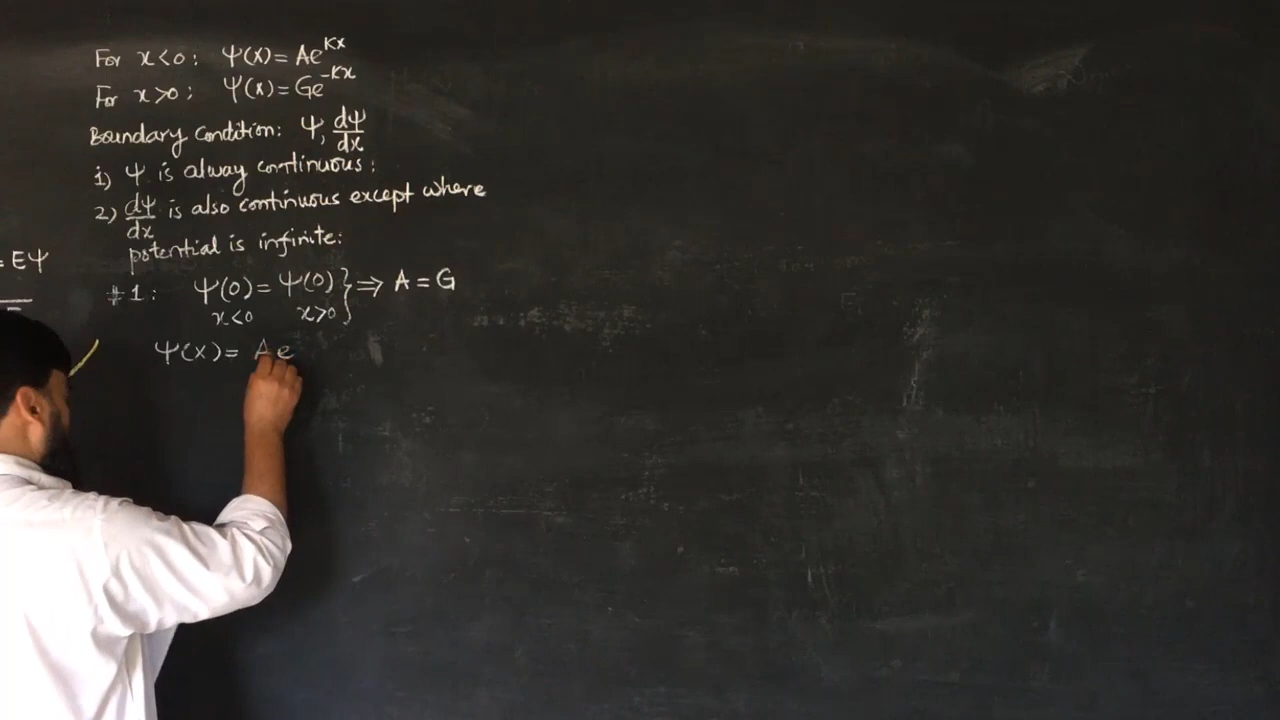 For x<0: Ψ(x) = Ae^{Kx}
For x>0; Ψ(x) = Ge^{-Kx}
Boundary Condition: Ψ, dΨ/dx
1) Ψ is alway continuous:
2) dΨ/dx is also continuous except where
potential is infinite:
= EΨ
#1: Ψ(0) = Ψ(0) } ⇒ A = G
x<0 x>0
Ψ(x) = Ae